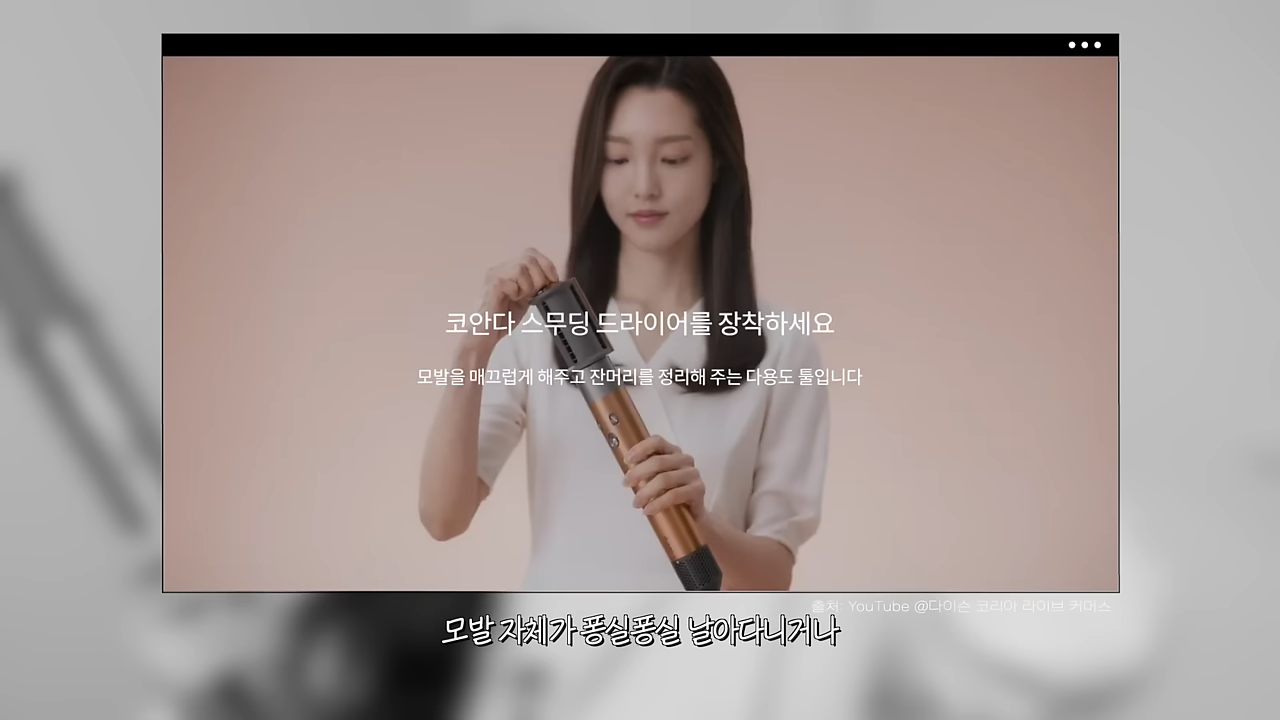 코안다 스무딩 드라이어를 장착하세요
모발을 매끄럽게 해주고 잔머리를 정리해 주는 다용도 툴입니다
출처: YouTube @다이슨 코리아 라이브 커머스
모발 자체가 퐁실퐁실 날아다니거나